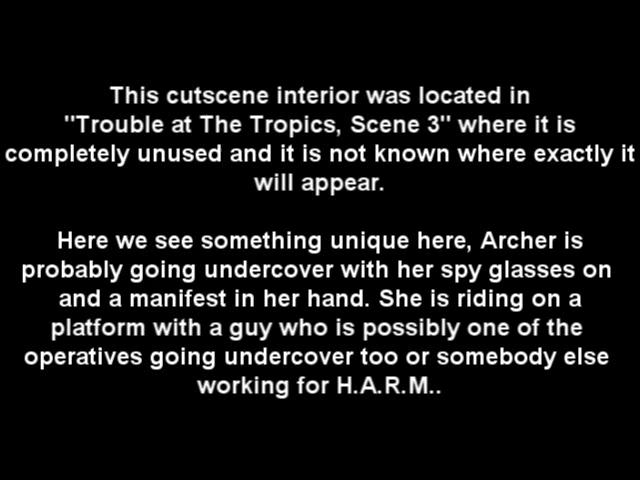 This cutscene interior was located in
"Trouble at The Tropics, Scene 3" where it is
completely unused and it is not known where exactly it
will appear.
Here we see something unique here, Archer is
probably going undercover with her spy glasses on
and a manifest in her hand. She is riding on a
platform with a guy who is possibly one of the
operatives going undercover too or somebody else
working for H.A.R.M..